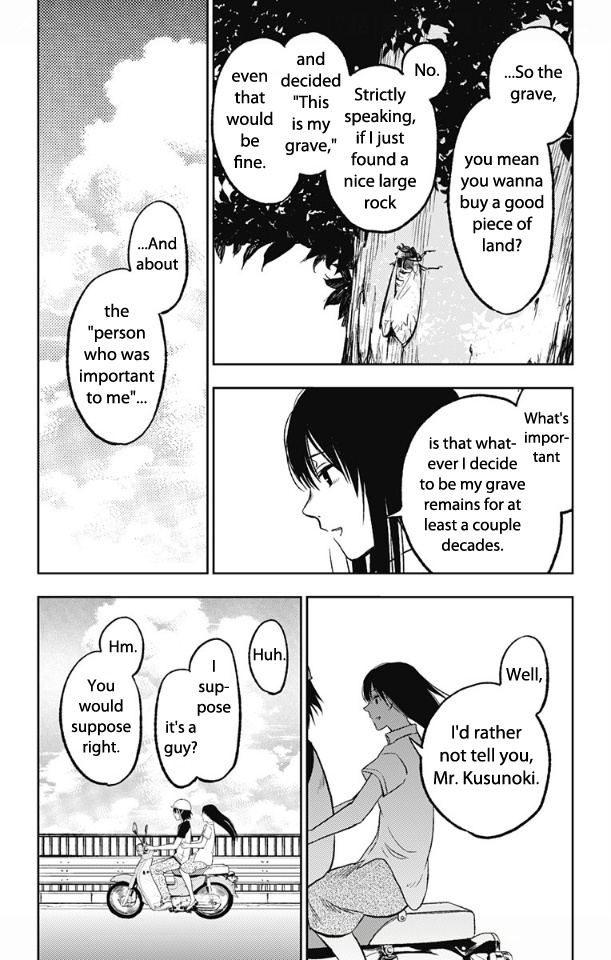 ...So the
grave,
you mean
you wanna
buy a good
piece of
land?
No.
Strictly
speaking,
if I just
found a
nice large
rock
and
decided
"This
is my
grave,"
even
that
would
be
fine.
What's
impor-
tant
is that what-
ever I decide
to be my grave
remains for at
least a couple
decades.
...And
about
the
"person
who was
important
to me"...
Well,
I'd rather
not tell you,
Mr. Kusunoki.
Huh.
I
sup-
pose
it's a
guy?
Hm.
You
would
suppose
right.